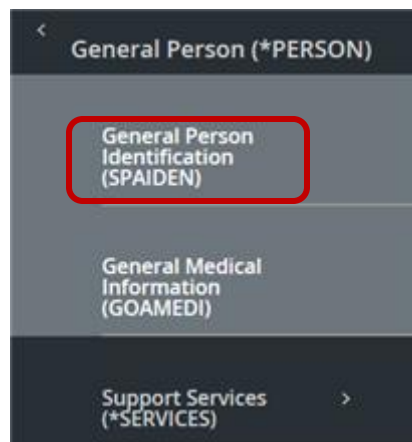 General Person (*PERSON)
General Person
Identification
(SPAIDEN)
General Medical
Information
(GOAMEDI)
Support Services
(*SERVICES)